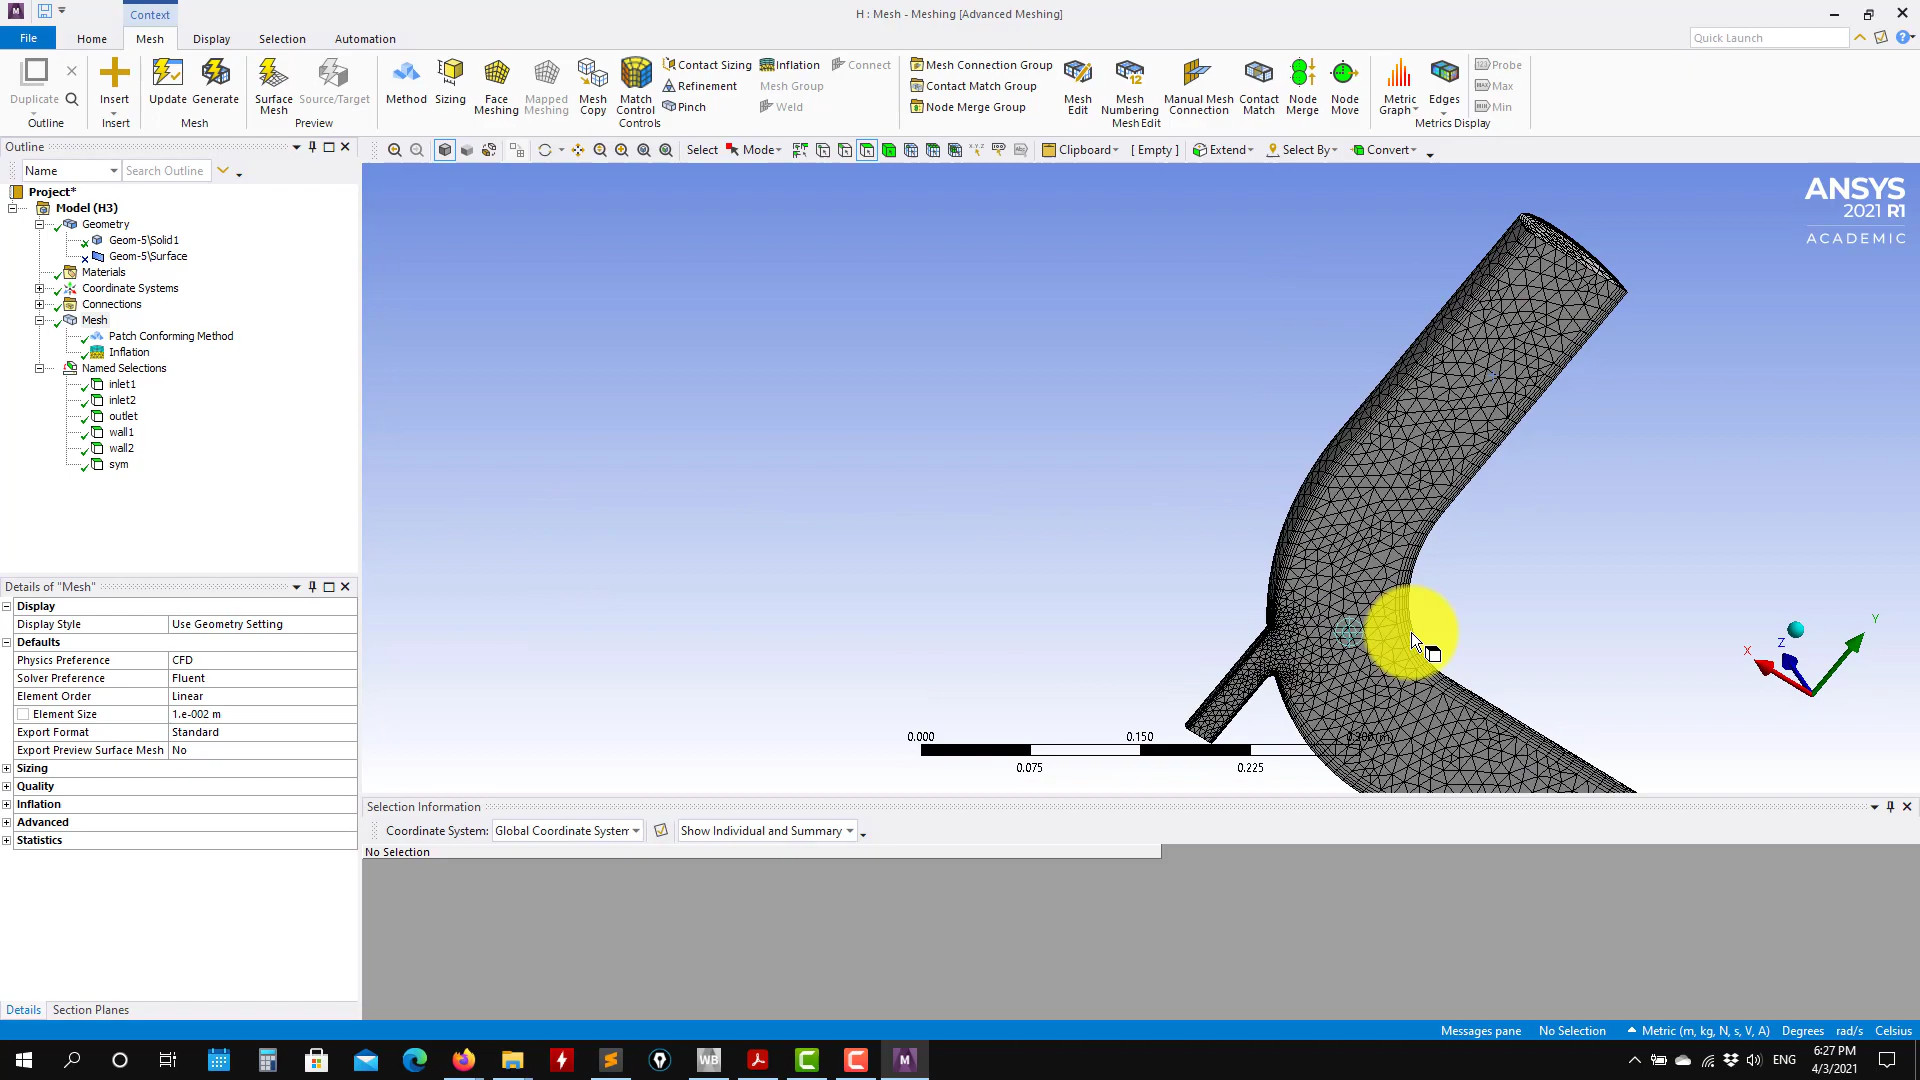 Context
H : Mesh - Meshing [Advanced Meshing]
File Home Mesh Display Selection Automation Quick Launch
Duplicate
Outline
Insert
Insert
Update Generate
Mesh
Surface Mesh Source/Target
Preview
Method Sizing Face Meshing Mapped Meshing Mesh Copy Match Control
Contact Sizing Inflation Connect
Refinement Mesh Group
Pinch Weld
Controls
Mesh Connection Group
Contact Match Group
Node Merge Group
Mesh Edit Mesh Numbering Manual Mesh Connection Contact Match Node Merge Node Move
Mesh Edit
Metric Graph Edges Probe
Max
Min
Metrics Display
Outline
Select Mode Clipboard [ Empty ] Extend Select By Convert
Name Search Outline
Project*
Model (H3)
Geometry
Geom-5\Solid1
Geom-5\Surface
Materials
Coordinate Systems
Connections
Mesh
Patch Conforming Method
Inflation
Named Selections
inlet1
inlet2
outlet
wall1
wall2
sym
ANSYS
2021 R1
ACADEMIC
Y
X
Z
0.000 0.150
0.075 0.225
Details of "Mesh"
Display
Display Style Use Geometry Setting
Defaults
Physics Preference CFD
Solver Preference Fluent
Element Order Linear
Element Size 1.e-002 m
Export Format Standard
Export Preview Surface Mesh No
Sizing
Quality
Inflation
Advanced
Statistics
Details Section Planes
Selection Information
Coordinate System: Global Coordinate System Show Individual and Summary
No Selection
Messages pane No Selection Metric (m, kg, N, s, V, A) Degrees rad/s Celsius
WB
ENG
6:27 PM
4/3/2021